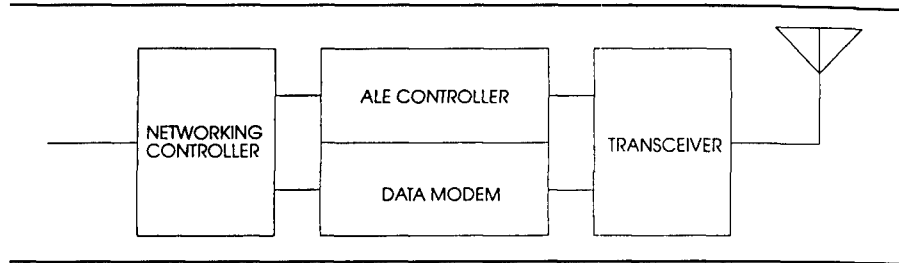 NETWORKING
CONTROLLER
ALE CONTROLLER
DATA MODEM
TRANSCEIVER